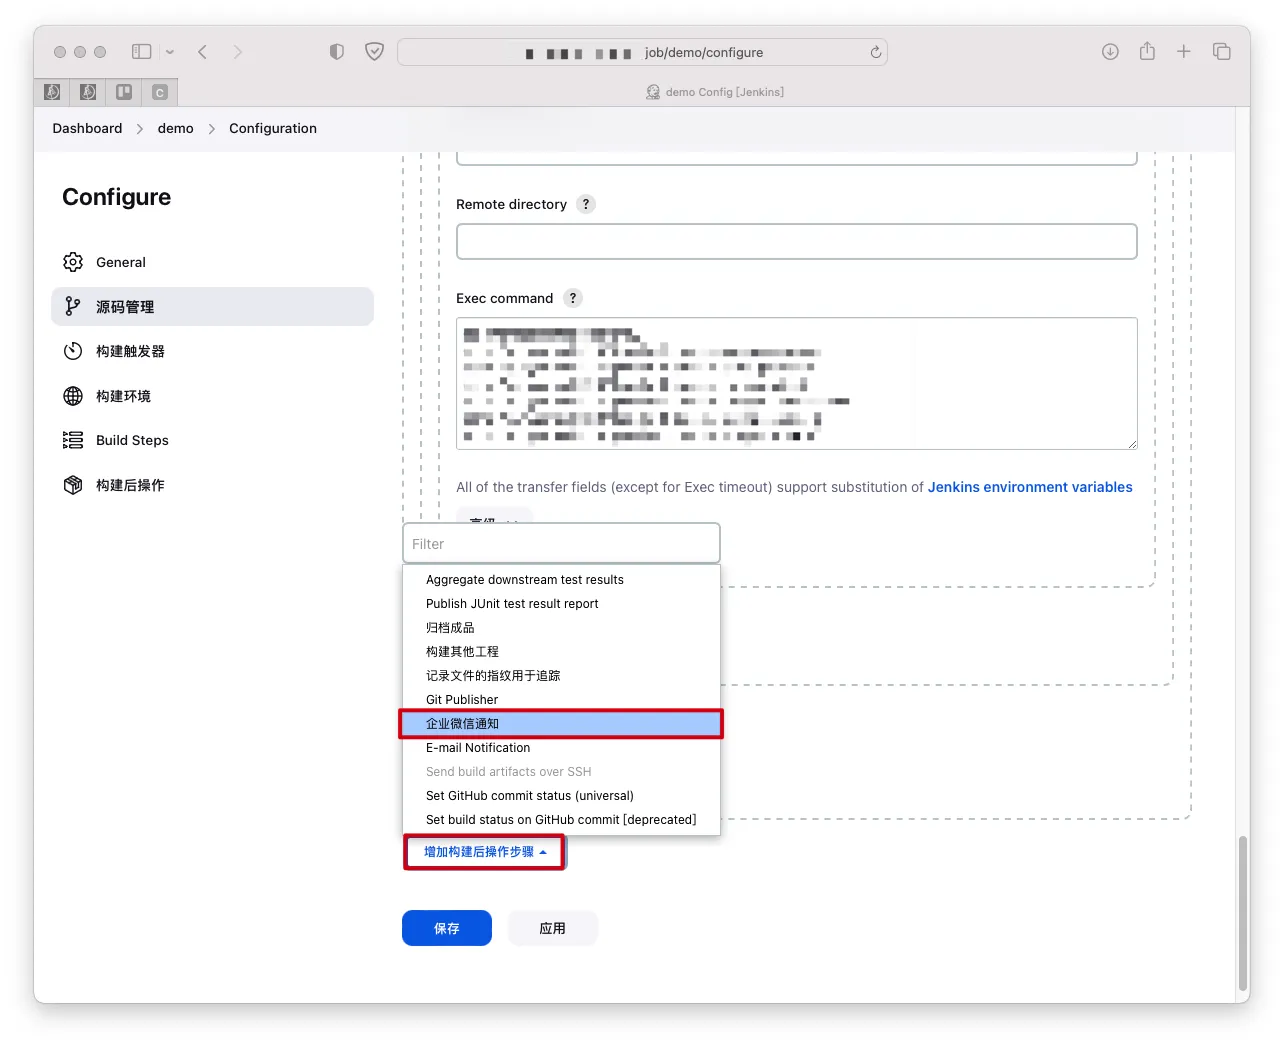 job/demo/configure
C
demo Config [Jenkins]
Dashboard
demo
Configuration
Configure
General
源码管理
构建触发器
构建环境
Build Steps
构建后操作
Remote directory ?
Exec command ?
All of the transfer fields (except for Exec timeout) support substitution of Jenkins environment variables
高级
Filter
Aggregate downstream test results
Publish JUnit test result report
归档成品
构建其他工程
记录文件的指纹用于追踪
Git Publisher
企业微信通知
E-mail Notification
Send build artifacts over SSH
Set GitHub commit status (universal)
Set build status on GitHub commit [deprecated]
增加构建后操作步骤
保存
应用